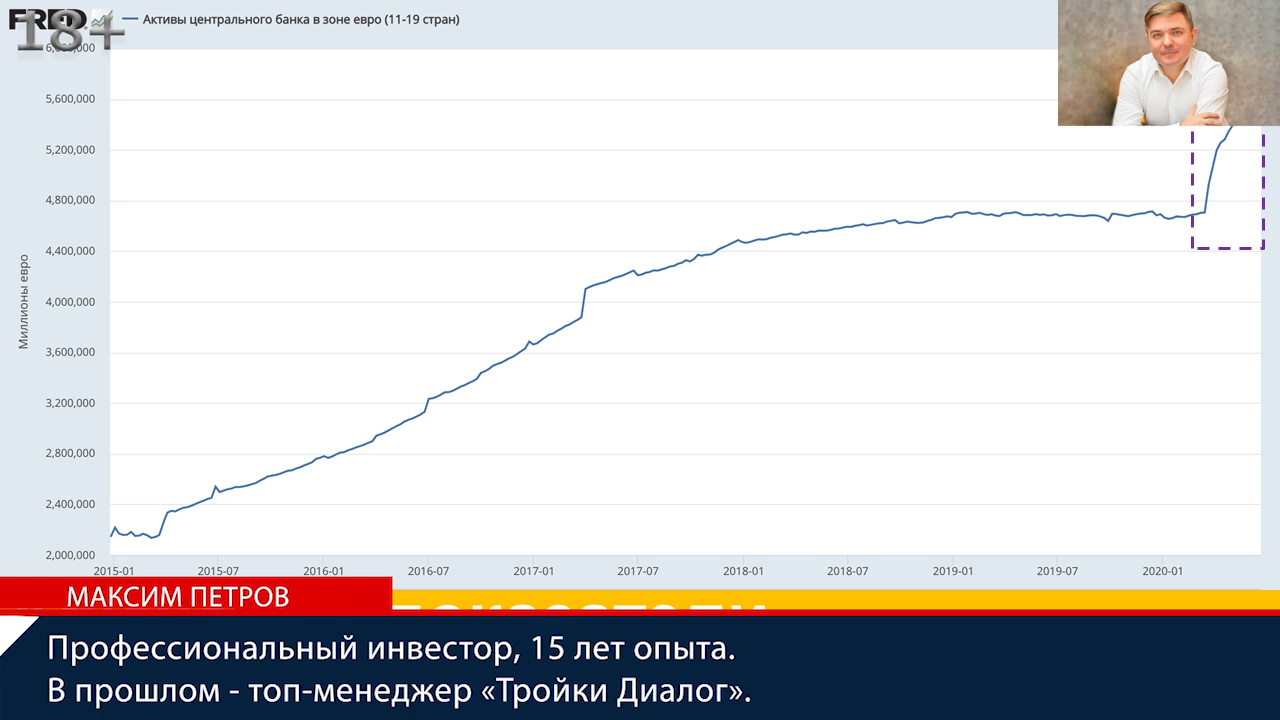 FRED
Активы центрального банка в зоне евро (11-19 стран)
18+
6,000,000
5,600,000
5,200,000
4,800,000
4,400,000
4,000,000
3,600,000
3,200,000
2,800,000
2,400,000
2,000,000
Миллионы евро
2015-01 2015-07 2016-01 2016-07 2017-01 2017-07 2018-01 2018-07 2019-01 2019-07 2020-01
МАКСИМ ПЕТРОВ
Профессиональный инвестор, 15 лет опыта.
В прошлом - топ-менеджер «Тройки Диалог».